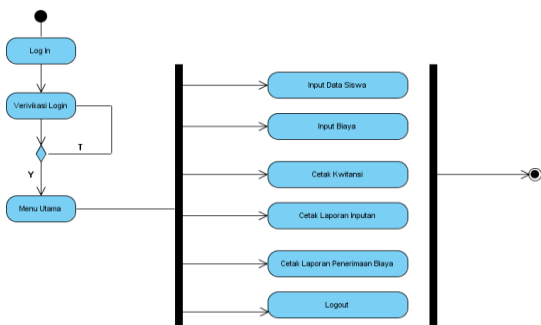 Log In
Verivikasi Login
T
Y
Menu Utama
Input Data Siswa
Input Biaya
Cetak Kwitansi
Cetak Laporan Inputan
Cetak Laporan Penerimaan Biaya
Logout